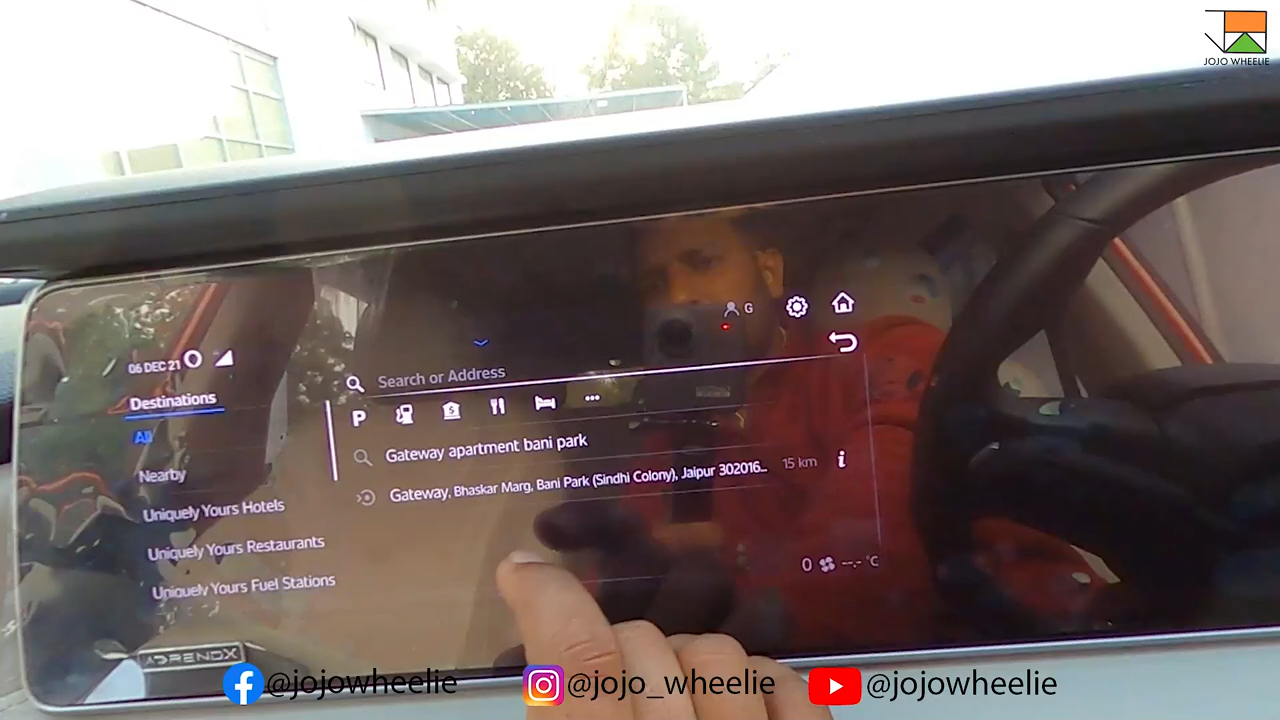 JOJO WHEELIE
G
06 DEC 21
Search or Address
Destinations
P
All
Gateway apartment bani park
Nearby
Gateway, Bhaskar Marg, Bani Park (Sindhi Colony), Jaipur 302016... 15 km i
Uniquely Yours Hotels
Uniquely Yours Restaurants
0 --.- °C
Uniquely Yours Fuel Stations
ADRENOX
@jojowheelie @jojo_wheelie @jojowheelie